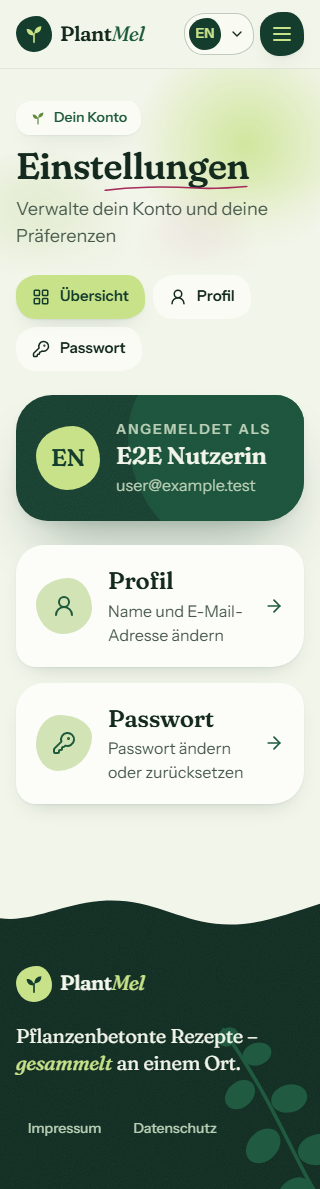 PlantMel
EN
Dein Konto
Einstellungen
Verwalte dein Konto und deine
Präferenzen
Übersicht
Profil
Passwort
EN
ANGEMELDET ALS
E2E Nutzerin
user@example.test
Profil
Name und E-Mail-
Adresse ändern
Passwort
Passwort ändern
oder zurücksetzen
PlantMel
Pflanzenbetonte Rezepte –
gesammelt an einem Ort.
Impressum
Datenschutz